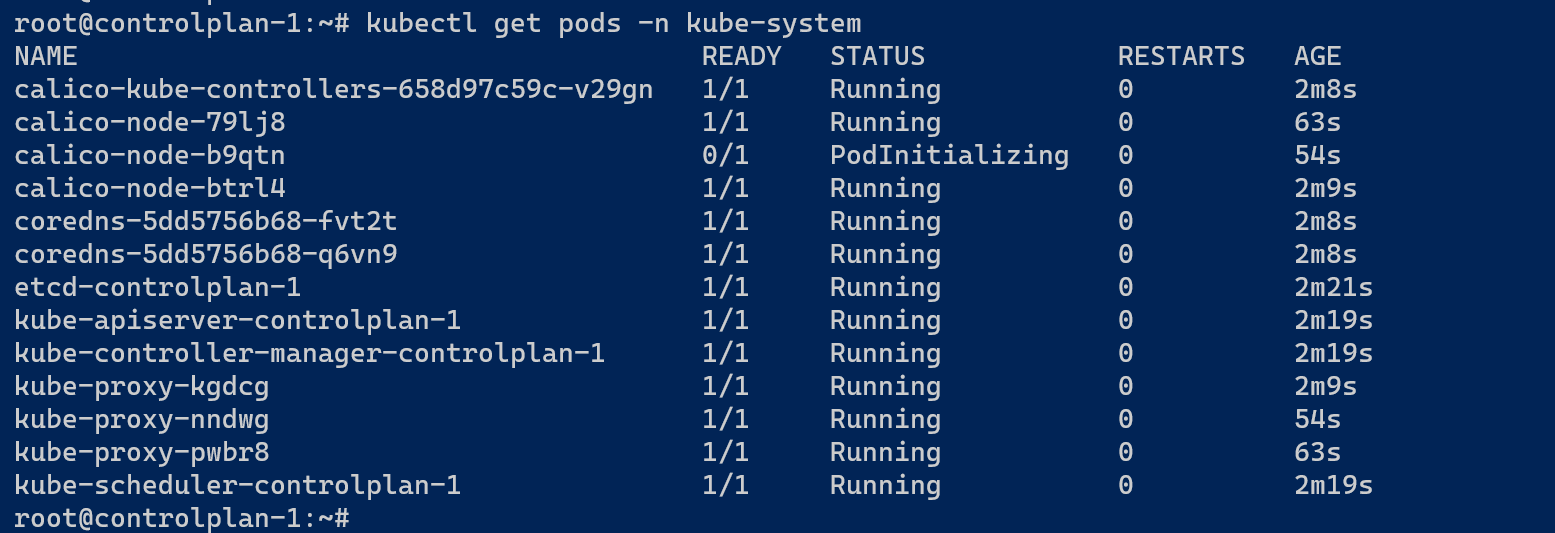 root@controlplan-1:~# kubectl get pods -n kube-system
NAME                                       READY   STATUS            RESTARTS   AGE
calico-kube-controllers-658d97c59c-v29gn   1/1     Running           0          2m8s
calico-node-79lj8                          1/1     Running           0          63s
calico-node-b9qtn                          0/1     PodInitializing   0          54s
calico-node-btrl4                          1/1     Running           0          2m9s
coredns-5dd5756b68-fvt2t                   1/1     Running           0          2m8s
coredns-5dd5756b68-q6vn9                   1/1     Running           0          2m8s
etcd-controlplan-1                         1/1     Running           0          2m21s
kube-apiserver-controlplan-1               1/1     Running           0          2m19s
kube-controller-manager-controlplan-1      1/1     Running           0          2m19s
kube-proxy-kgdcg                           1/1     Running           0          2m9s
kube-proxy-nndwg                           1/1     Running           0          54s
kube-proxy-pwbr8                           1/1     Running           0          63s
kube-scheduler-controlplan-1               1/1     Running           0          2m19s
root@controlplan-1:~#